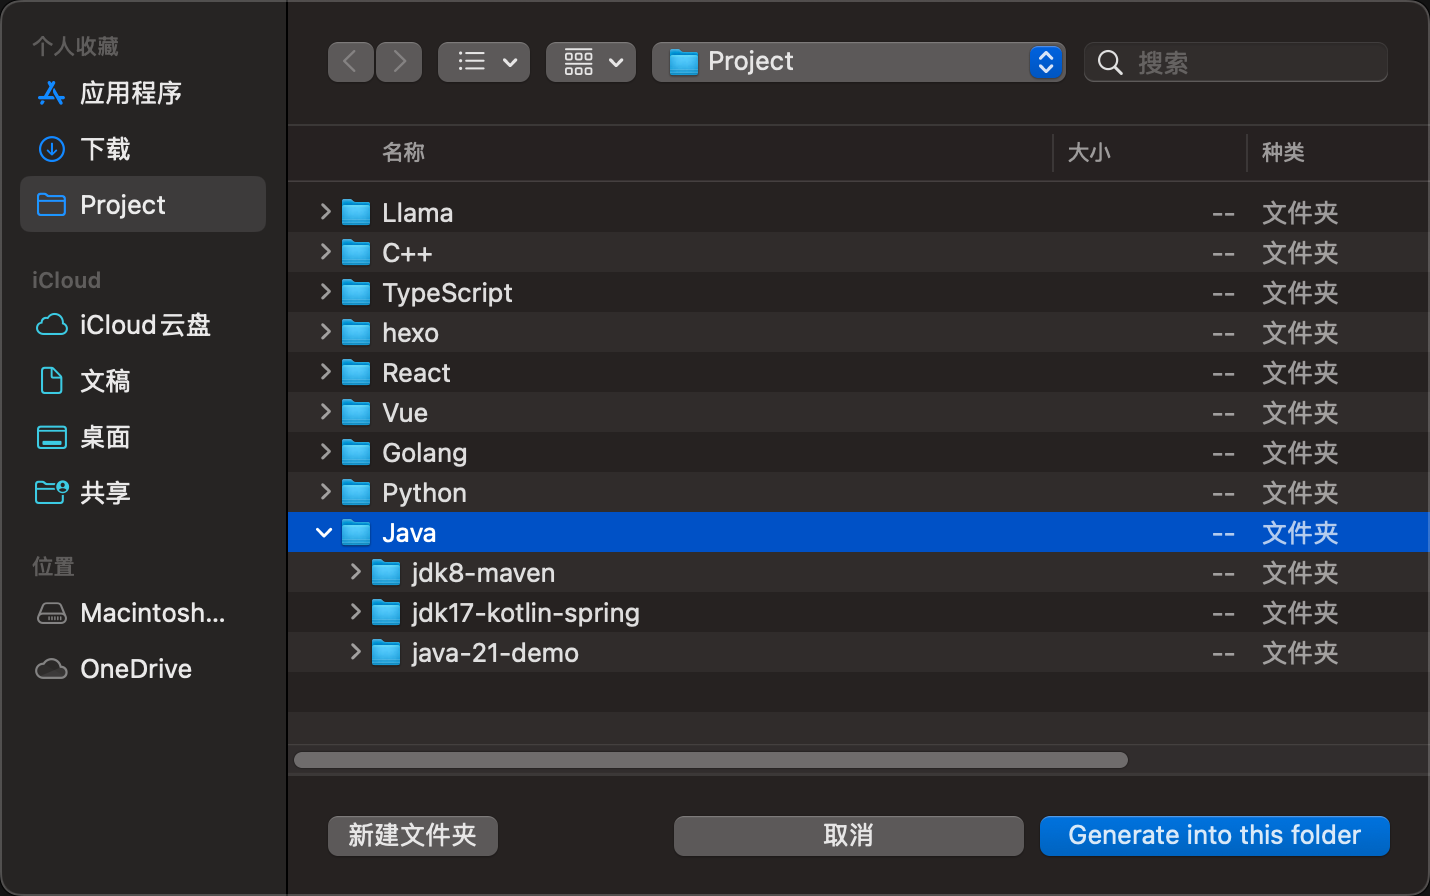 个人收藏
应用程序
下载
Project
iCloud
iCloud云盘
文稿
桌面
共享
位置
Macintosh...
OneDrive
Project
搜索
名称 大小 种类
Llama -- 文件夹
C++ -- 文件夹
TypeScript -- 文件夹
hexo -- 文件夹
React -- 文件夹
Vue -- 文件夹
Golang -- 文件夹
Python -- 文件夹
Java -- 文件夹
jdk8-maven -- 文件夹
jdk17-kotlin-spring -- 文件夹
java-21-demo -- 文件夹
新建文件夹 取消 Generate into this folder